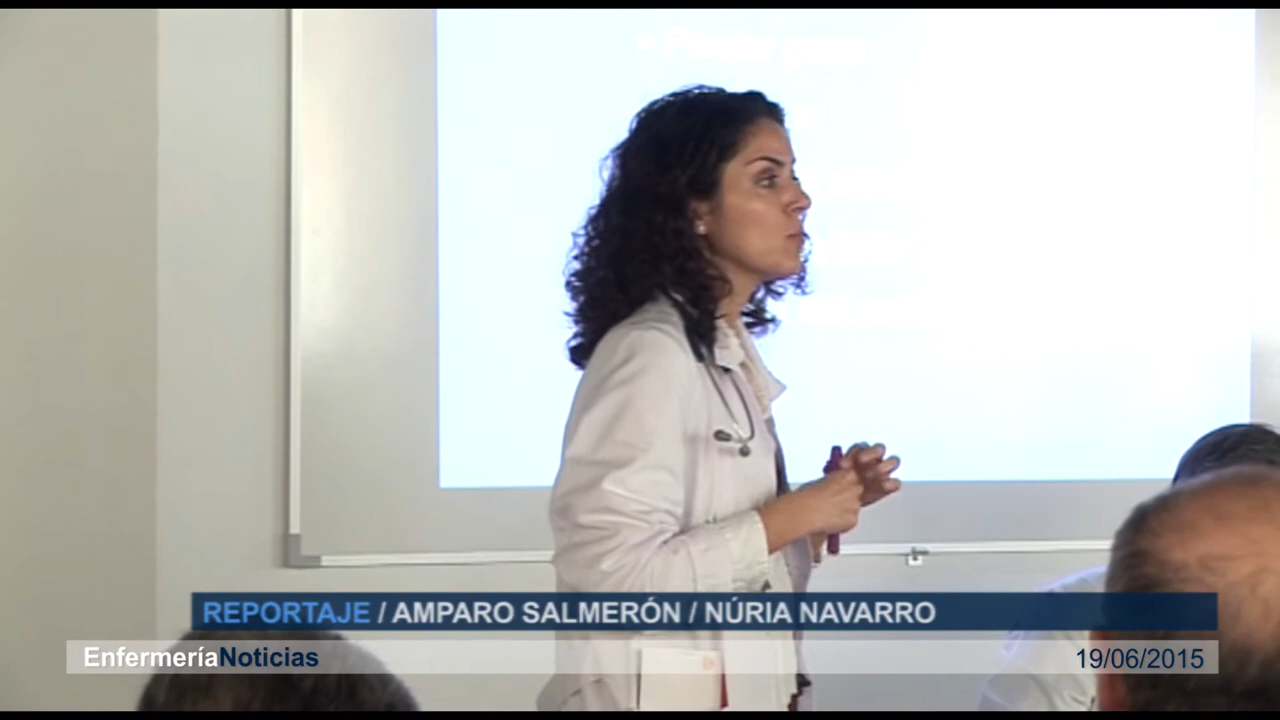 REPORTAJE / AMPARO SALMERÓN / NÚRIA NAVARRO
EnfermeríaNoticias 19/06/2015